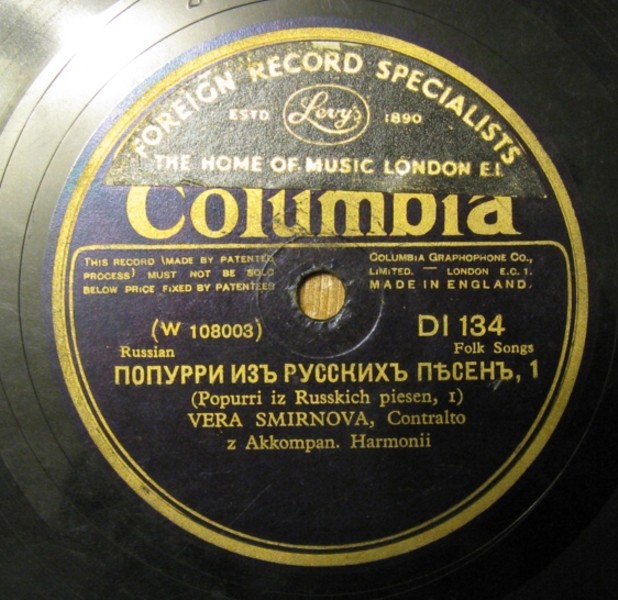 FOREIGN RECORD SPECIALISTS
ESTD Levy's 1890
THE HOME OF MUSIC LONDON E.1.
Columbia
THIS RECORD (MADE BY PATENTED
PROCESS) MUST NOT BE SOLD
BELOW PRICE FIXED BY PATENTEES
COLUMBIA GRAPHOPHONE CO.,
LIMITED. — LONDON E.C.1.
MADE IN ENGLAND.
(W 108003)
DI 134
Russian
Folk Songs
ПОПУРРИ ИЗЪ РУССКИХЪ ПѢСЕНЪ, 1
(Popurri iz Russkich piesen, 1)
VERA SMIRNOVA, Contralto
z Akkompan. Harmonii